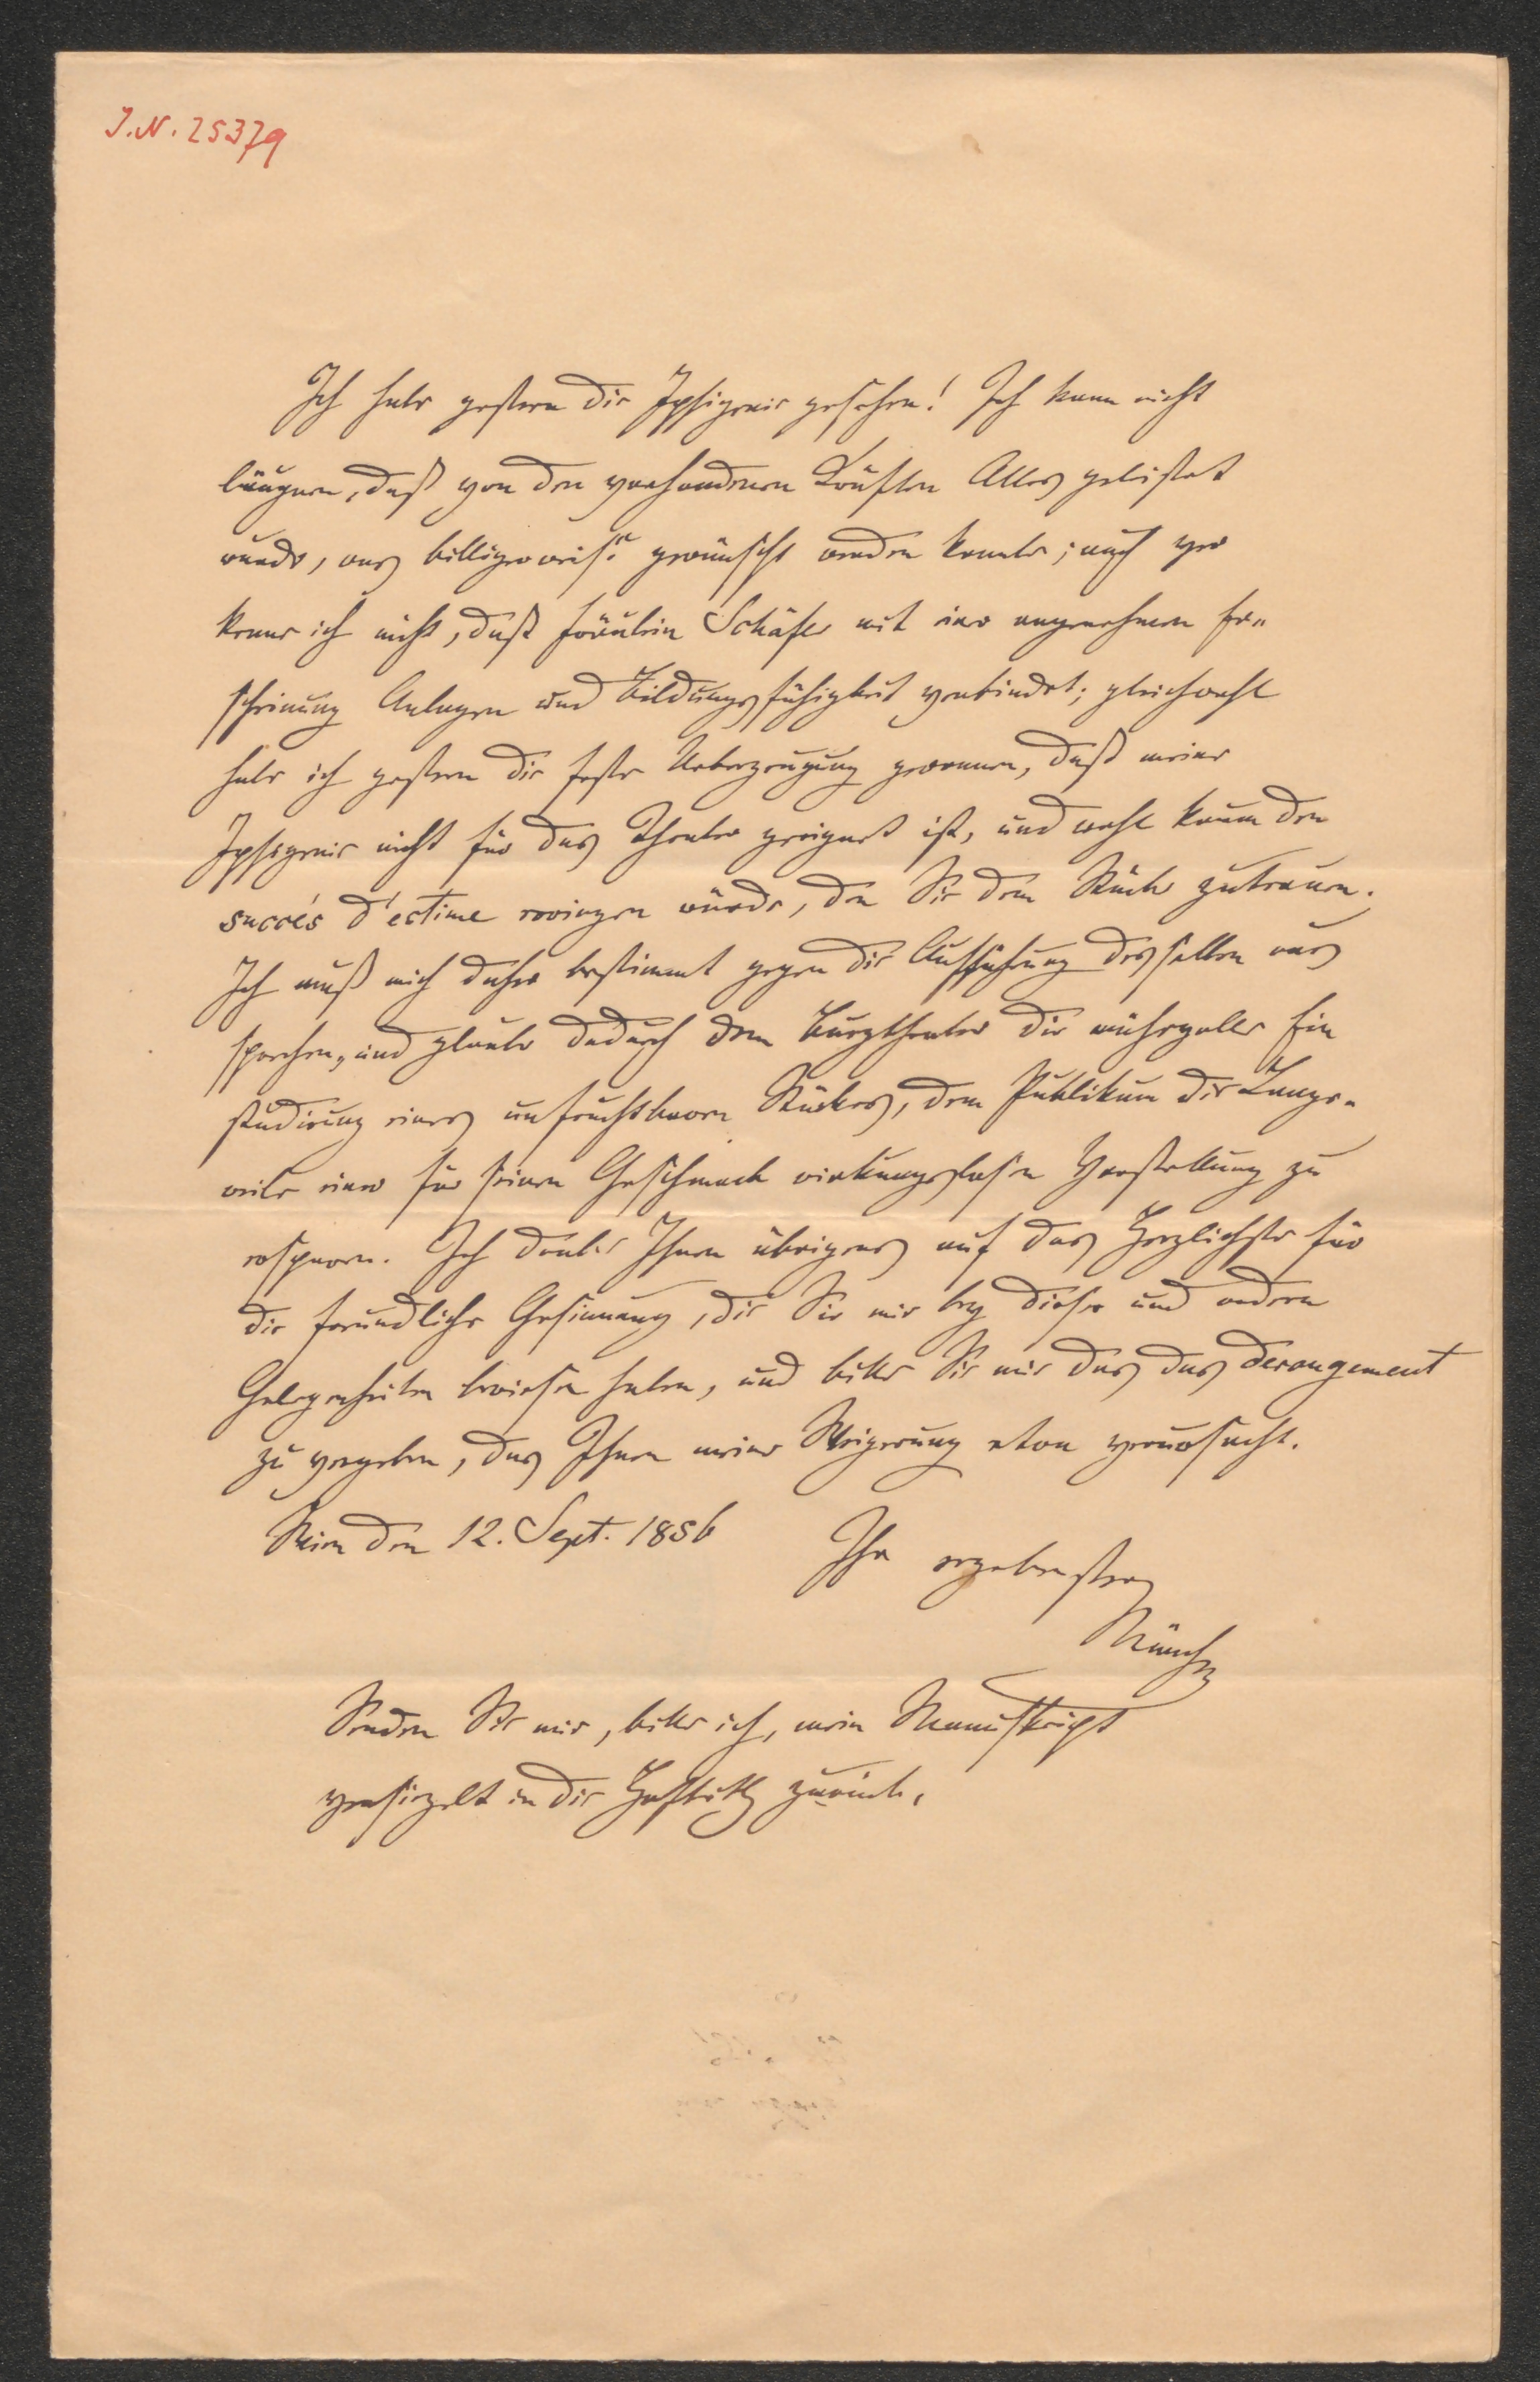 I.N. 25379
Ich habe gestern die Iphigenie gesehen! Ich kann nicht
läugnen, daß von den vorhandenen Kräften Alles geleistet
wurde, was billigerweise gewünscht werden konnte; auch ver
kenne ich nicht, daß Fräulein Schäfer mit einer angenehmen Er-
scheinung Anlagen und Bildungsfähigkeit verbindet; gleichwohl
habe ich gestern die feste Ueberzeugung gewonnen, daß meine
Iphigenie nicht für das Theater geeignet ist, und wohl kaum den
succès d'estime erringen würde, den Sie dem Stücke zutrauen.
Ich muß mich daher bestimmt gegen die Aufführung desselben aus
sprechen, und glaube dadurch dem Burgtheater die mühevolle Ein
studirung eines unfruchtbaren Stückes, dem Publikum die Lange-
weile einer für seinen Geschmack wirkungslosen Vorstellung zu
ersparen. Ich danke Ihnen übrigens auf das Herzlichste für
die freundliche Gesinnung, die Sie mir bey dieser und andern
Gelegenheiten bewiesen haben, und bitte Sie mir das das derangement
zu vergeben, das Ihnen meine Weigerung etwa verursacht.
Wien den 12. Sept. 1856
Ihr ergebenster
Münch
Senden Sie mir, bitte ich, mein Manuskript
versiegelt in die zurück.